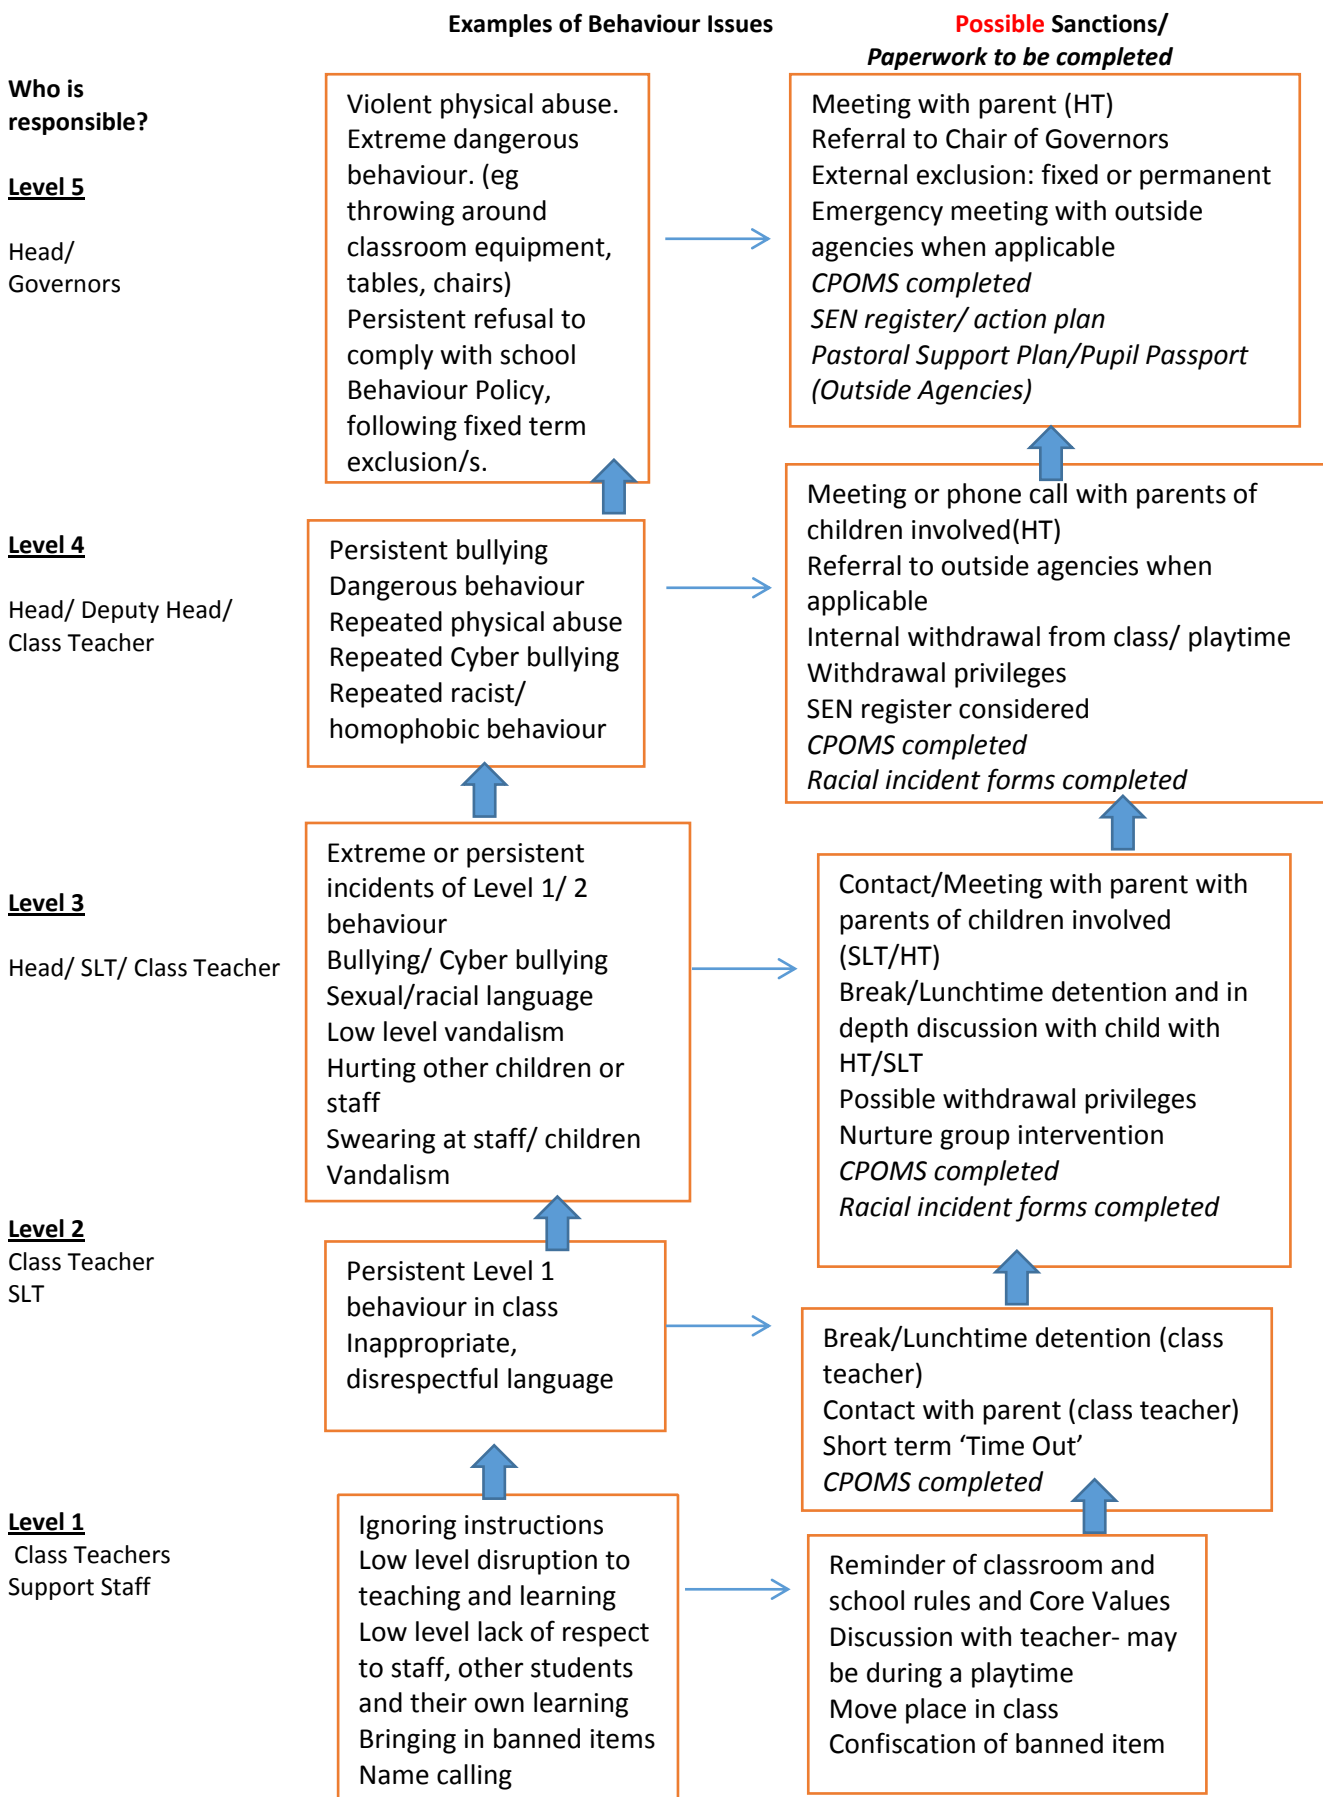 Examples of Behaviour Issues
Possible Sanctions/
Paperwork to be completed
Who is
responsible?
Level 5
Head/
Governors
Violent physical abuse.
Extreme dangerous
behaviour. (eg
throwing around
classroom equipment,
tables, chairs)
Persistent refusal to
comply with school
Behaviour Policy,
following fixed term
exclusion/s.
Meeting with parent (HT)
Referral to Chair of Governors
External exclusion: fixed or permanent
Emergency meeting with outside
agencies when applicable
CPOMS completed
SEN register/ action plan
Pastoral Support Plan/Pupil Passport
(Outside Agencies)
Level 4
Head/ Deputy Head/
Class Teacher
Persistent bullying
Dangerous behaviour
Repeated physical abuse
Repeated Cyber bullying
Repeated racist/
homophobic behaviour
Meeting or phone call with parents of
children involved(HT)
Referral to outside agencies when
applicable
Internal withdrawal from class/ playtime
Withdrawal privileges
SEN register considered
CPOMS completed
Racial incident forms completed
Level 3
Head/ SLT/ Class Teacher
Extreme or persistent
incidents of Level 1/ 2
behaviour
Bullying/ Cyber bullying
Sexual/racial language
Low level vandalism
Hurting other children or
staff
Swearing at staff/ children
Vandalism
Contact/Meeting with parent with
parents of children involved
(SLT/HT)
Break/Lunchtime detention and in
depth discussion with child with
HT/SLT
Possible withdrawal privileges
Nurture group intervention
CPOMS completed
Racial incident forms completed
Level 2
Class Teacher
SLT
Persistent Level 1
behaviour in class
Inappropriate,
disrespectful language
Break/Lunchtime detention (class
teacher)
Contact with parent (class teacher)
Short term ‘Time Out’
CPOMS completed
Level 1
Class Teachers
Support Staff
Ignoring instructions
Low level disruption to
teaching and learning
Low level lack of respect
to staff, other students
and their own learning
Bringing in banned items
Name calling
Reminder of classroom and
school rules and Core Values
Discussion with teacher- may
be during a playtime
Move place in class
Confiscation of banned item